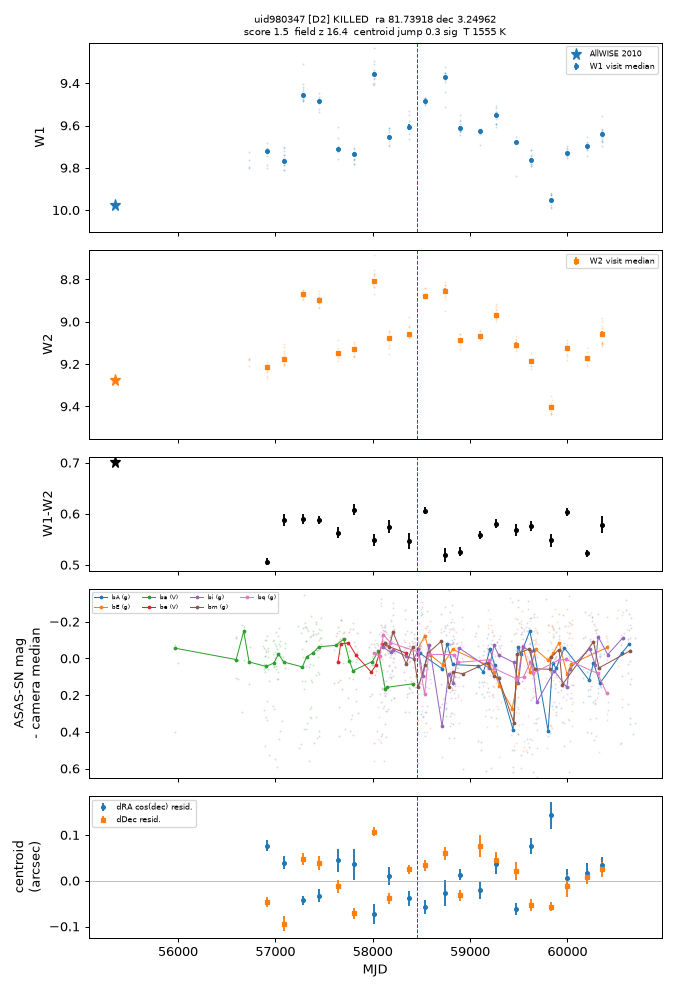 uid980347 [D2] KILLED ra 81.73918 dec 3.24962
score 1.5 field z 16.4 centroid jump 0.3 sig T 1555 K
AllWISE 2010
W1 visit median
W1
9.4
9.6
9.8
10.0
W2 visit median
W2
8.8
9.0
9.2
9.4
W1-W2
0.7
0.6
0.5
bA (g)
bE (g)
ba (V)
be (V)
bi (g)
bm (g)
bq (g)
ASAS-SN mag
- camera median
−0.2
0.0
0.2
0.4
0.6
dRA cos(dec) resid.
dDec resid.
centroid
(arcsec)
0.1
0.0
−0.1
56000 57000 58000 59000 60000
MJD